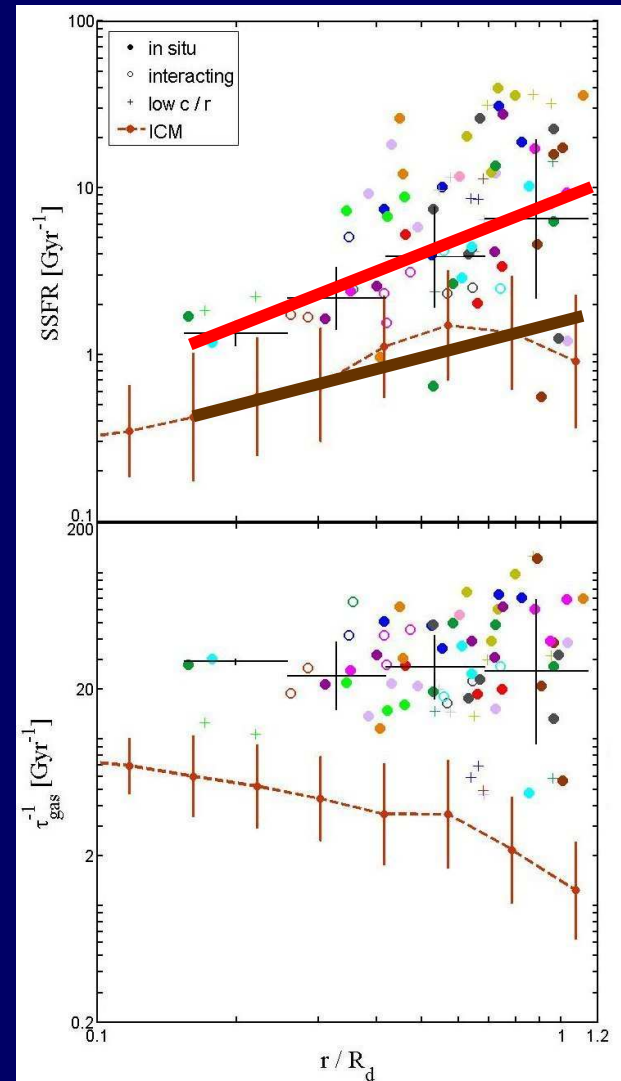 100
in situ
interacting
low c / r
ICM
10
1
0.1
SSFR [Gyr⁻¹]
200
20
2
0.2
τ⁻¹gas [Gyr⁻¹]
0.1
1
1.2
r / Rd